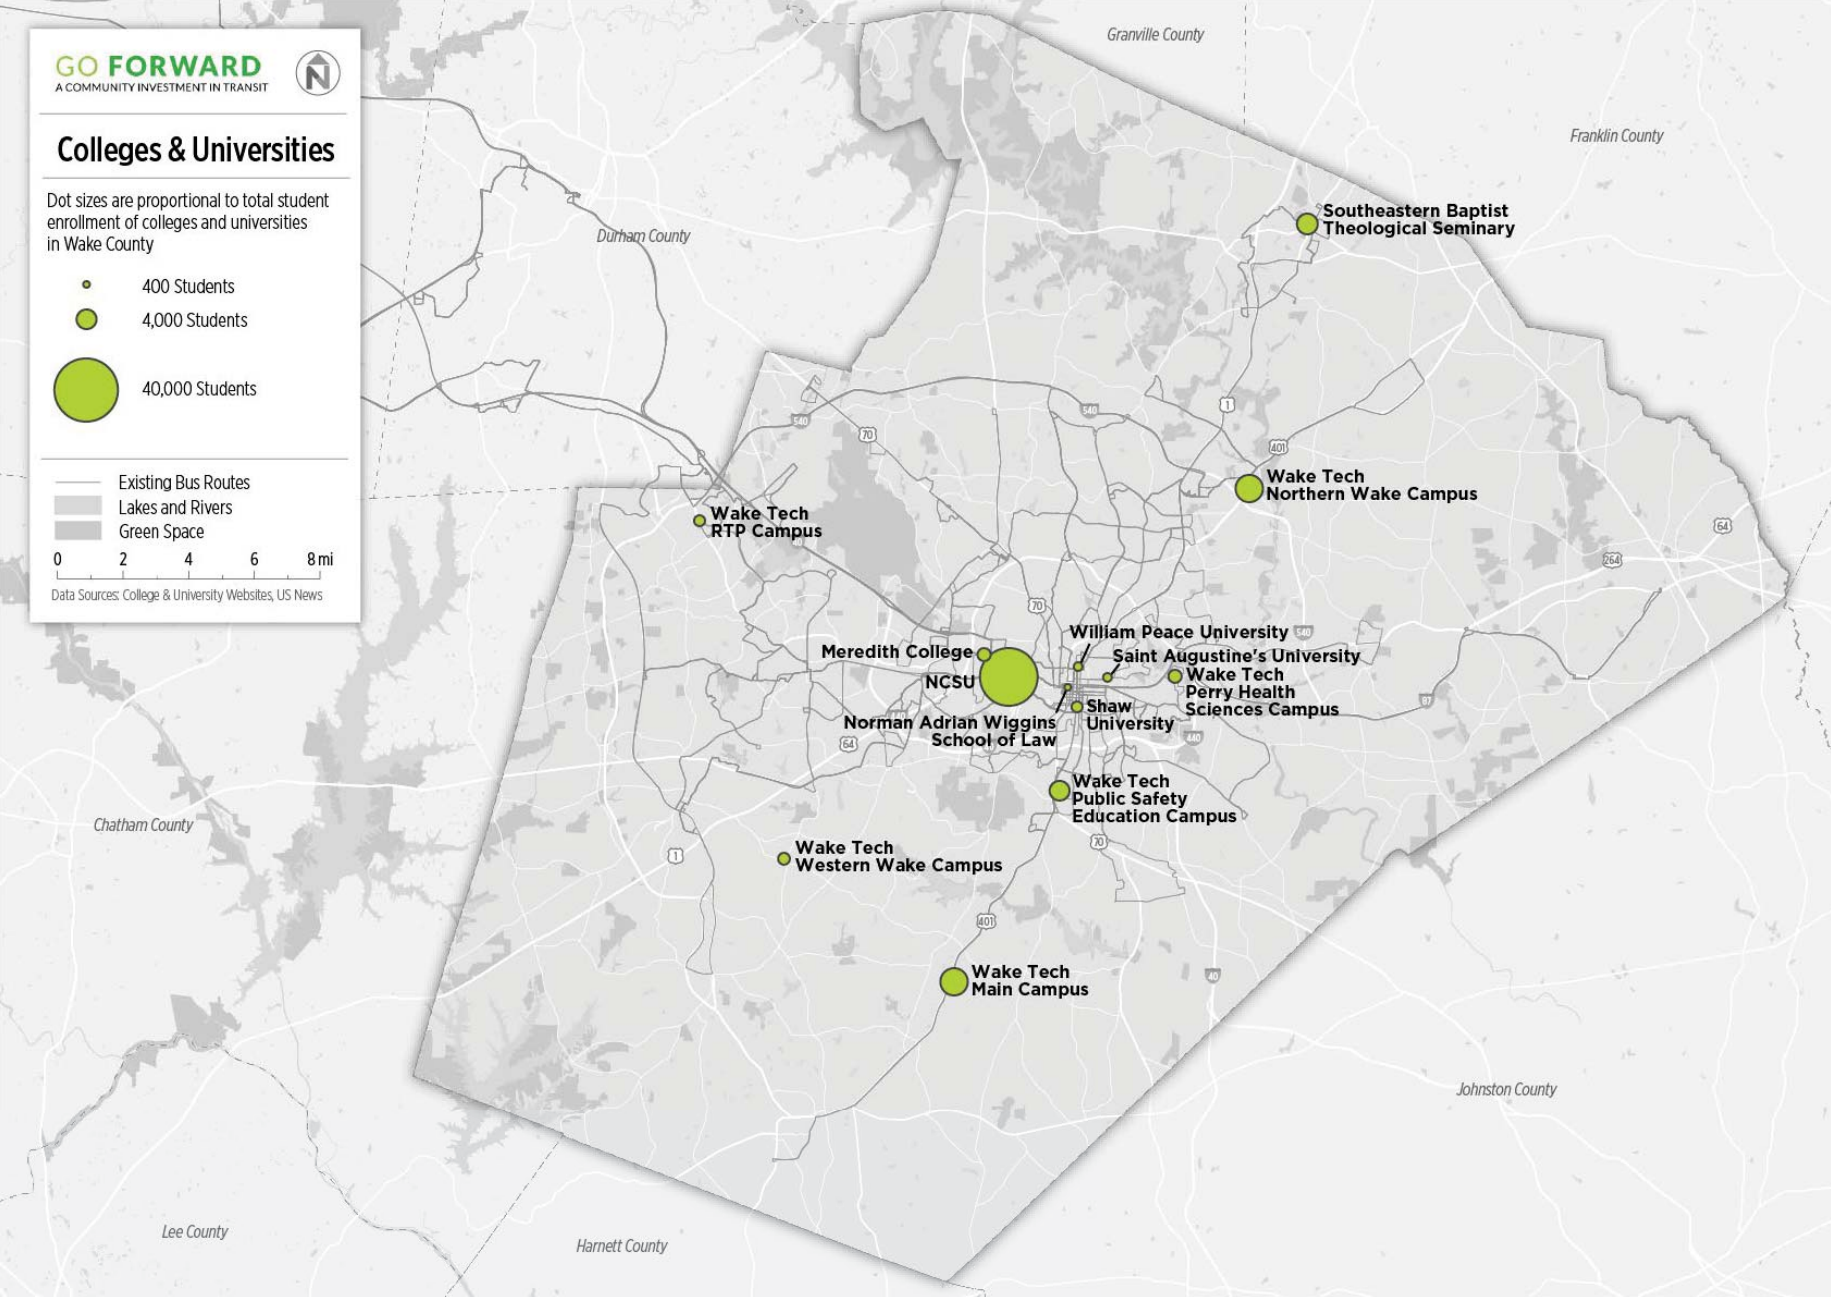 GO FORWARD
A COMMUNITY INVESTMENT IN TRANSIT
N
Colleges & Universities
Dot sizes are proportional to total student
enrollment of colleges and universities
in Wake County
400 Students
4,000 Students
40,000 Students
Existing Bus Routes
Lakes and Rivers
Green Space
0 2 4 6 8 mi
Data Sources: College & University Websites, US News
Granville County
Franklin County
Durham County
Southeastern Baptist
Theological Seminary
1
540
540
70
401
Wake Tech
Northern Wake Campus
64
264
Wake Tech
RTP Campus
70
William Peace University
540
Meredith College
Saint Augustine's University
NCSU
Wake Tech
Perry Health
Sciences Campus
Norman Adrian Wiggins
School of Law
Shaw
University
64
440
Wake Tech
Public Safety
Education Campus
Chatham County
1
70
Wake Tech
Western Wake Campus
401
Wake Tech
Main Campus
40
Johnston County
Lee County
Harnett County